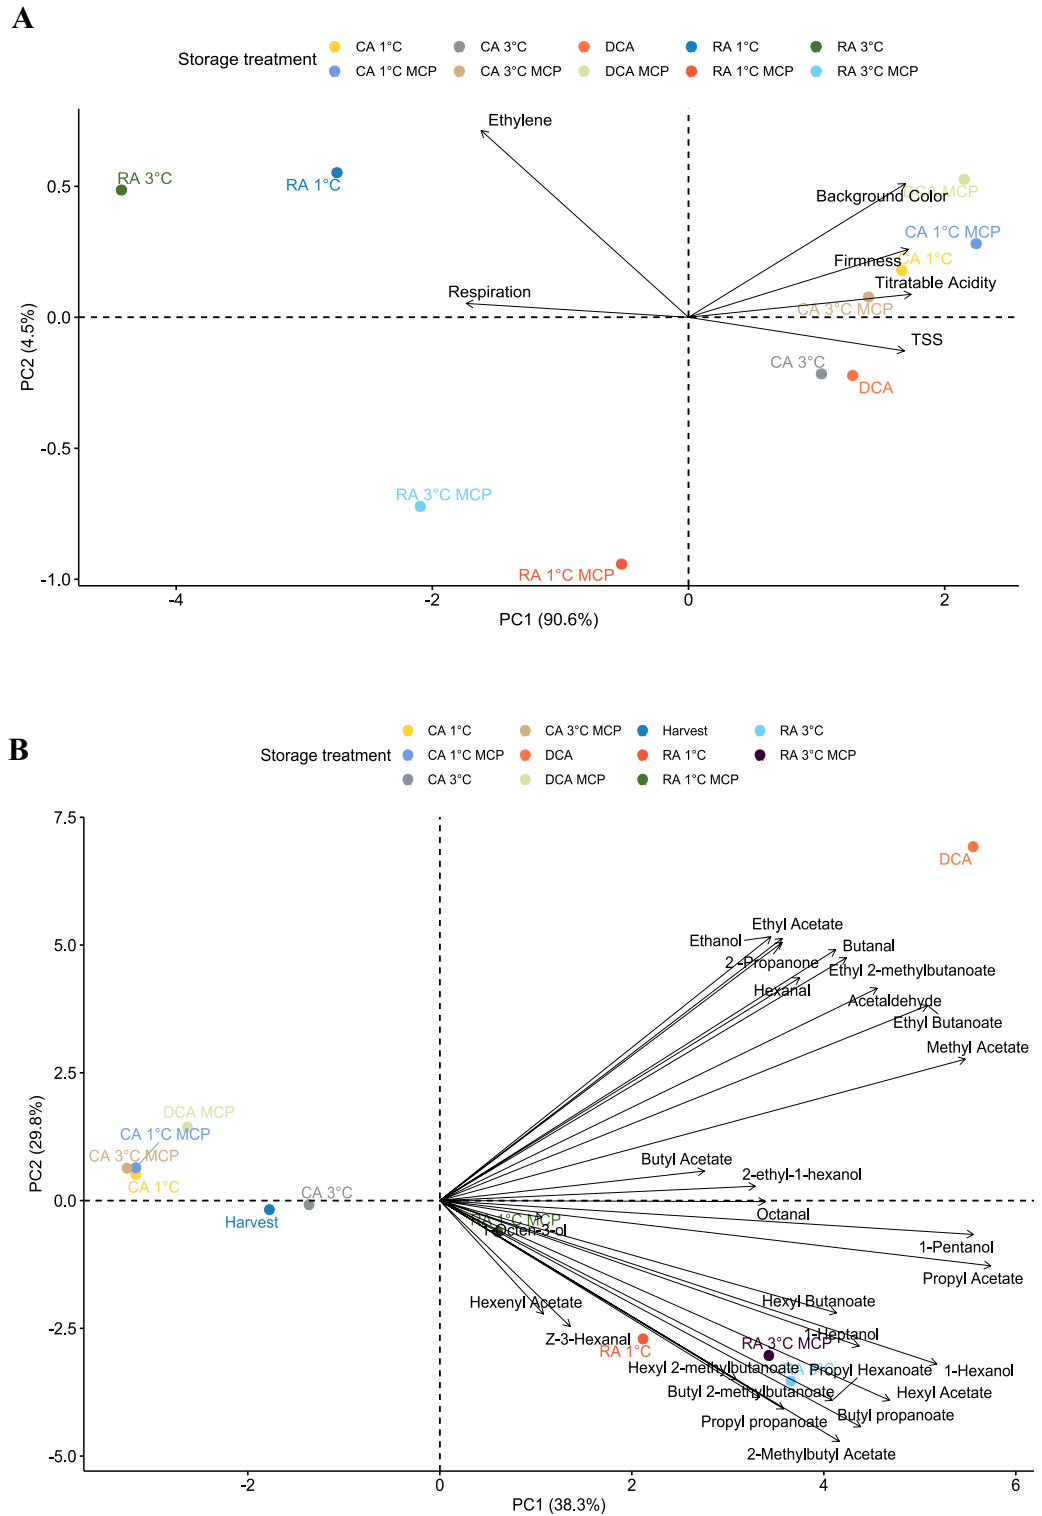 A
Storage treatment
CA 1°C CA 3°C DCA RA 1°C RA 3°C
CA 1°C MCP CA 3°C MCP DCA MCP RA 1°C MCP RA 3°C MCP
Ethylene
RA 3°C
RA 1°C
Background Color
DCA MCP
CA 1°C MCP
Firmness
CA 1°C
Titratable Acidity
Respiration
CA 3°C MCP
TSS
CA 3°C
DCA
RA 3°C MCP
RA 1°C MCP
0.5
0.0
-0.5
-1.0
PC2 (4.5%)
-4 -2 0 2
PC1 (90.6%)
B
Storage treatment
CA 1°C CA 3°C MCP Harvest RA 3°C
CA 1°C MCP DCA RA 1°C RA 3°C MCP
CA 3°C DCA MCP RA 1°C MCP
7.5
5.0
2.5
0.0
-2.5
-5.0
PC2 (29.8%)
DCA
Ethyl Acetate
Ethanol
Butanal
2 -Propanone
Ethyl 2-methylbutanoate
Hexanal
Acetaldehyde
Ethyl Butanoate
Methyl Acetate
DCA MCP
CA 1°C MCP
CA 3°C MCP
CA 1°C
CA 3°C
Harvest
Butyl Acetate
2-ethyl-1-hexanol
Octanal
RA 1°C MCP
1-Octen-3-ol
1-Pentanol
Propyl Acetate
Hexenyl Acetate
Hexyl Butanoate
Z-3-Hexanal
1-Heptanol
RA 1°C
RA 3°C MCP
Hexyl 2-methylbutanoate
RA 3°C
Propyl Hexanoate
1-Hexanol
Butyl 2-methylbutanoate
Hexyl Acetate
Propyl propanoate
Butyl propanoate
2-Methylbutyl Acetate
0 2 4 6
-2
PC1 (38.3%)